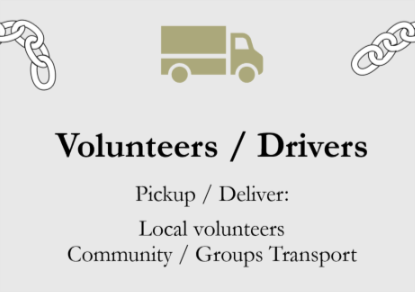 Volunteers / Drivers
Pickup / Deliver:
Local volunteers
Community / Groups Transport